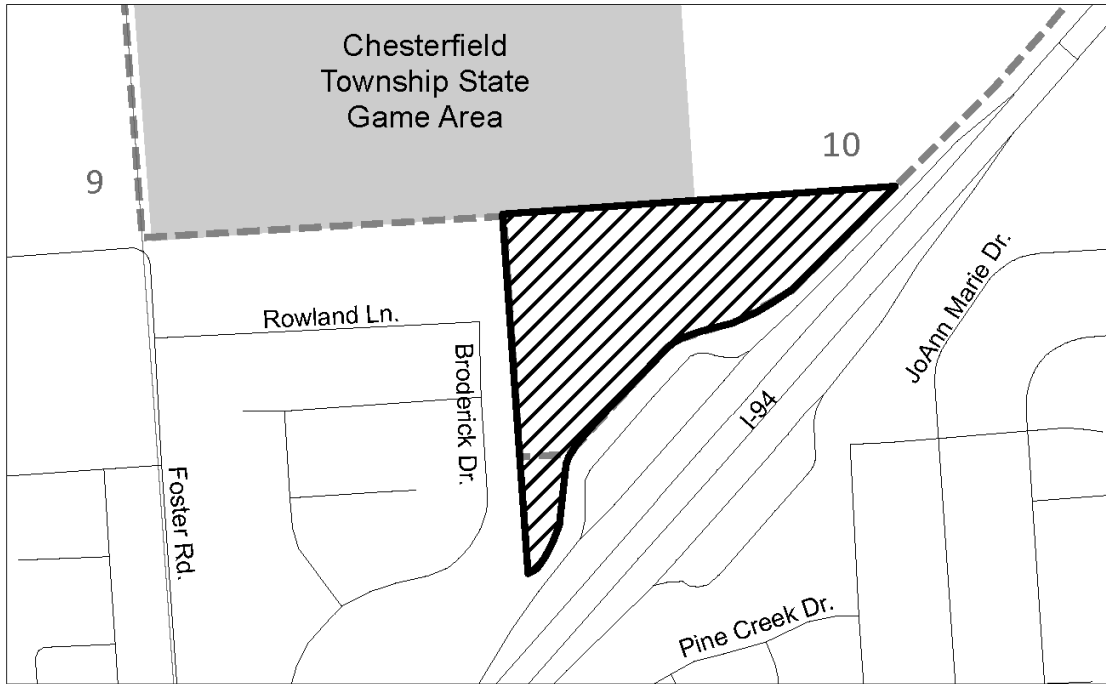 Chesterfield
Township State
Game Area
10
9
JoAnn Marie Dr.
Rowland Ln.
Broderick Dr.
I-94
Foster Rd.
Pine Creek Dr.